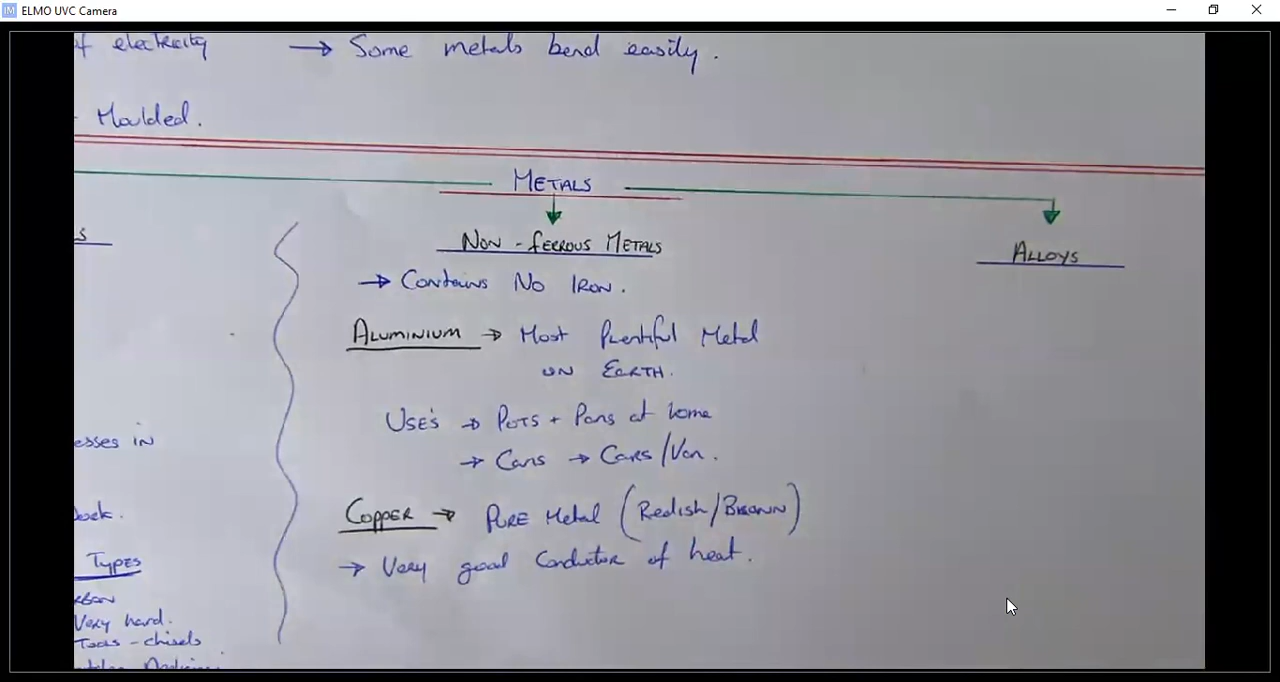 ELMO UVC Camera
of electricity → Some metals bend easily.
- Moulded.
METALS
S
NON - FERROUS METALS
ALLOYS
→ Contains No IRON.
ALUMINIUM → Most Plentiful Metal
ON EARTH.
USE'S → POTS + Pans at home
→ Cans → CARS/Van.
esses in
COPPER → PURE Metal (Redish/BROWN)
→ Very good Conductor of heat.
TYPES
Very hard.
Tools - chisels